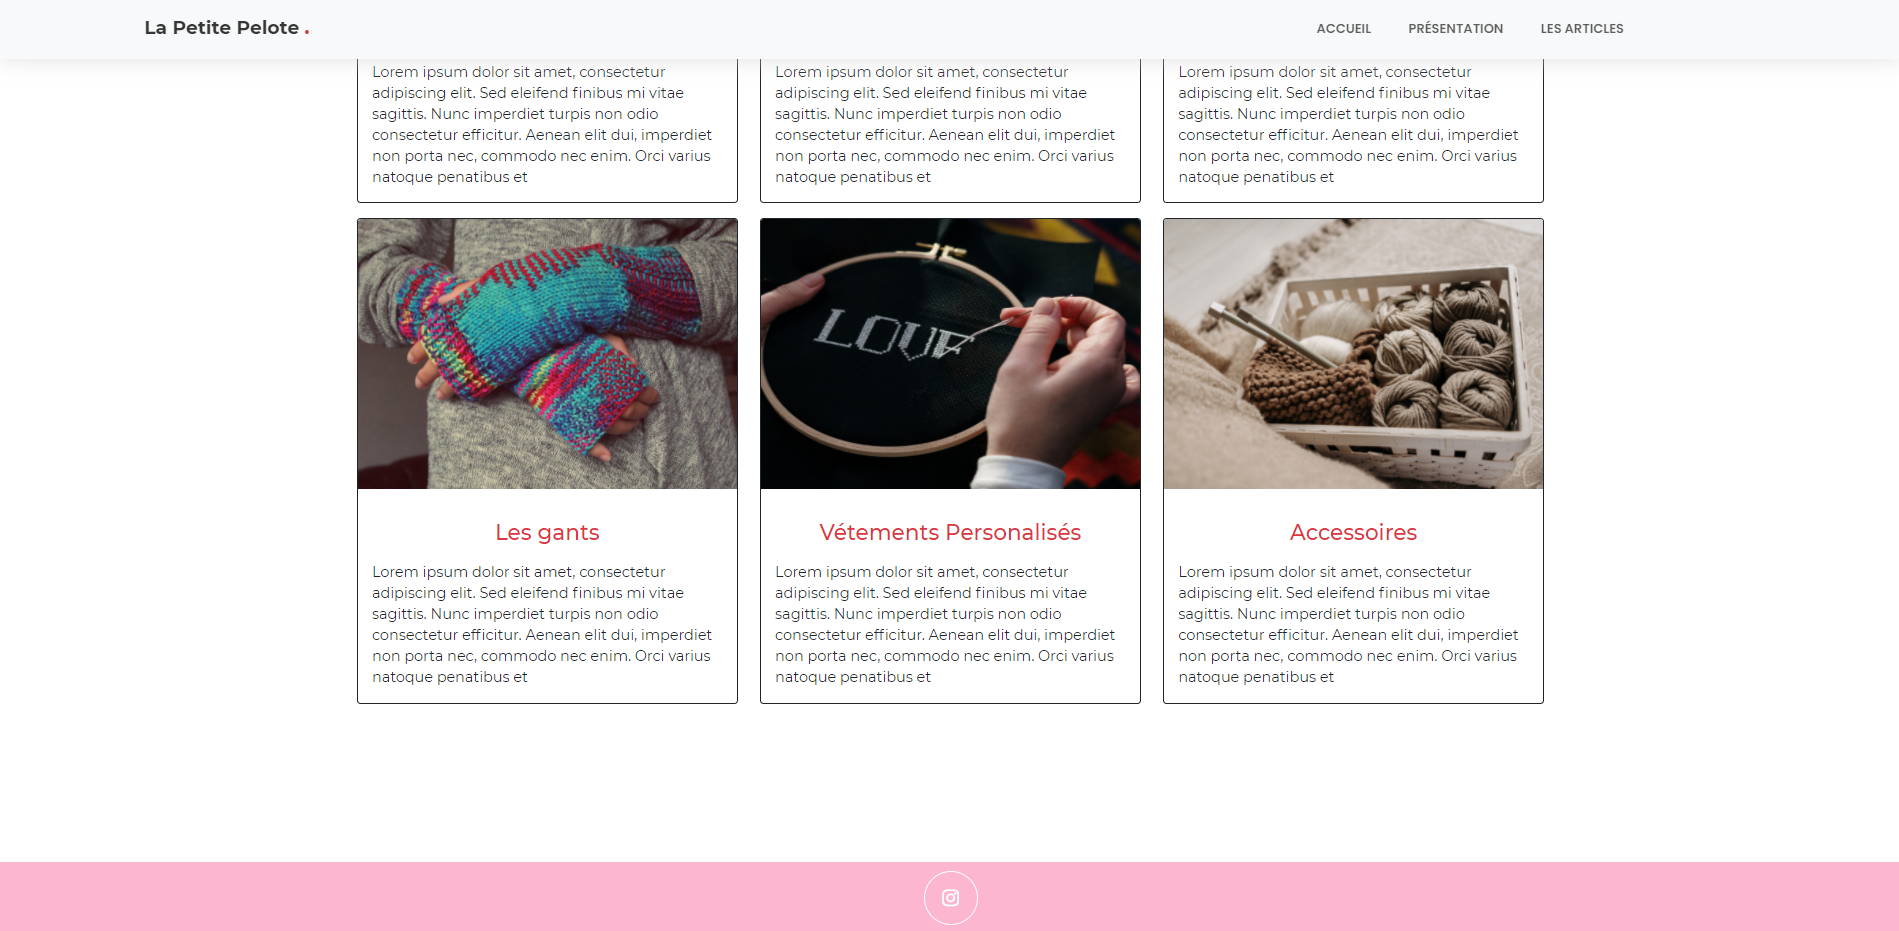 La Petite Pelote .
ACCUEIL PRÉSENTATION LES ARTICLES
Lorem ipsum dolor sit amet, consectetur
adipiscing elit. Sed eleifend finibus mi vitae
sagittis. Nunc imperdiet turpis non odio
consectetur efficitur. Aenean elit dui, imperdiet
non porta nec, commodo nec enim. Orci varius
natoque penatibus et
Lorem ipsum dolor sit amet, consectetur
adipiscing elit. Sed eleifend finibus mi vitae
sagittis. Nunc imperdiet turpis non odio
consectetur efficitur. Aenean elit dui, imperdiet
non porta nec, commodo nec enim. Orci varius
natoque penatibus et
Lorem ipsum dolor sit amet, consectetur
adipiscing elit. Sed eleifend finibus mi vitae
sagittis. Nunc imperdiet turpis non odio
consectetur efficitur. Aenean elit dui, imperdiet
non porta nec, commodo nec enim. Orci varius
natoque penatibus et
Les gants
Lorem ipsum dolor sit amet, consectetur
adipiscing elit. Sed eleifend finibus mi vitae
sagittis. Nunc imperdiet turpis non odio
consectetur efficitur. Aenean elit dui, imperdiet
non porta nec, commodo nec enim. Orci varius
natoque penatibus et
LOVE
Vétements Personalisés
Lorem ipsum dolor sit amet, consectetur
adipiscing elit. Sed eleifend finibus mi vitae
sagittis. Nunc imperdiet turpis non odio
consectetur efficitur. Aenean elit dui, imperdiet
non porta nec, commodo nec enim. Orci varius
natoque penatibus et
Accessoires
Lorem ipsum dolor sit amet, consectetur
adipiscing elit. Sed eleifend finibus mi vitae
sagittis. Nunc imperdiet turpis non odio
consectetur efficitur. Aenean elit dui, imperdiet
non porta nec, commodo nec enim. Orci varius
natoque penatibus et